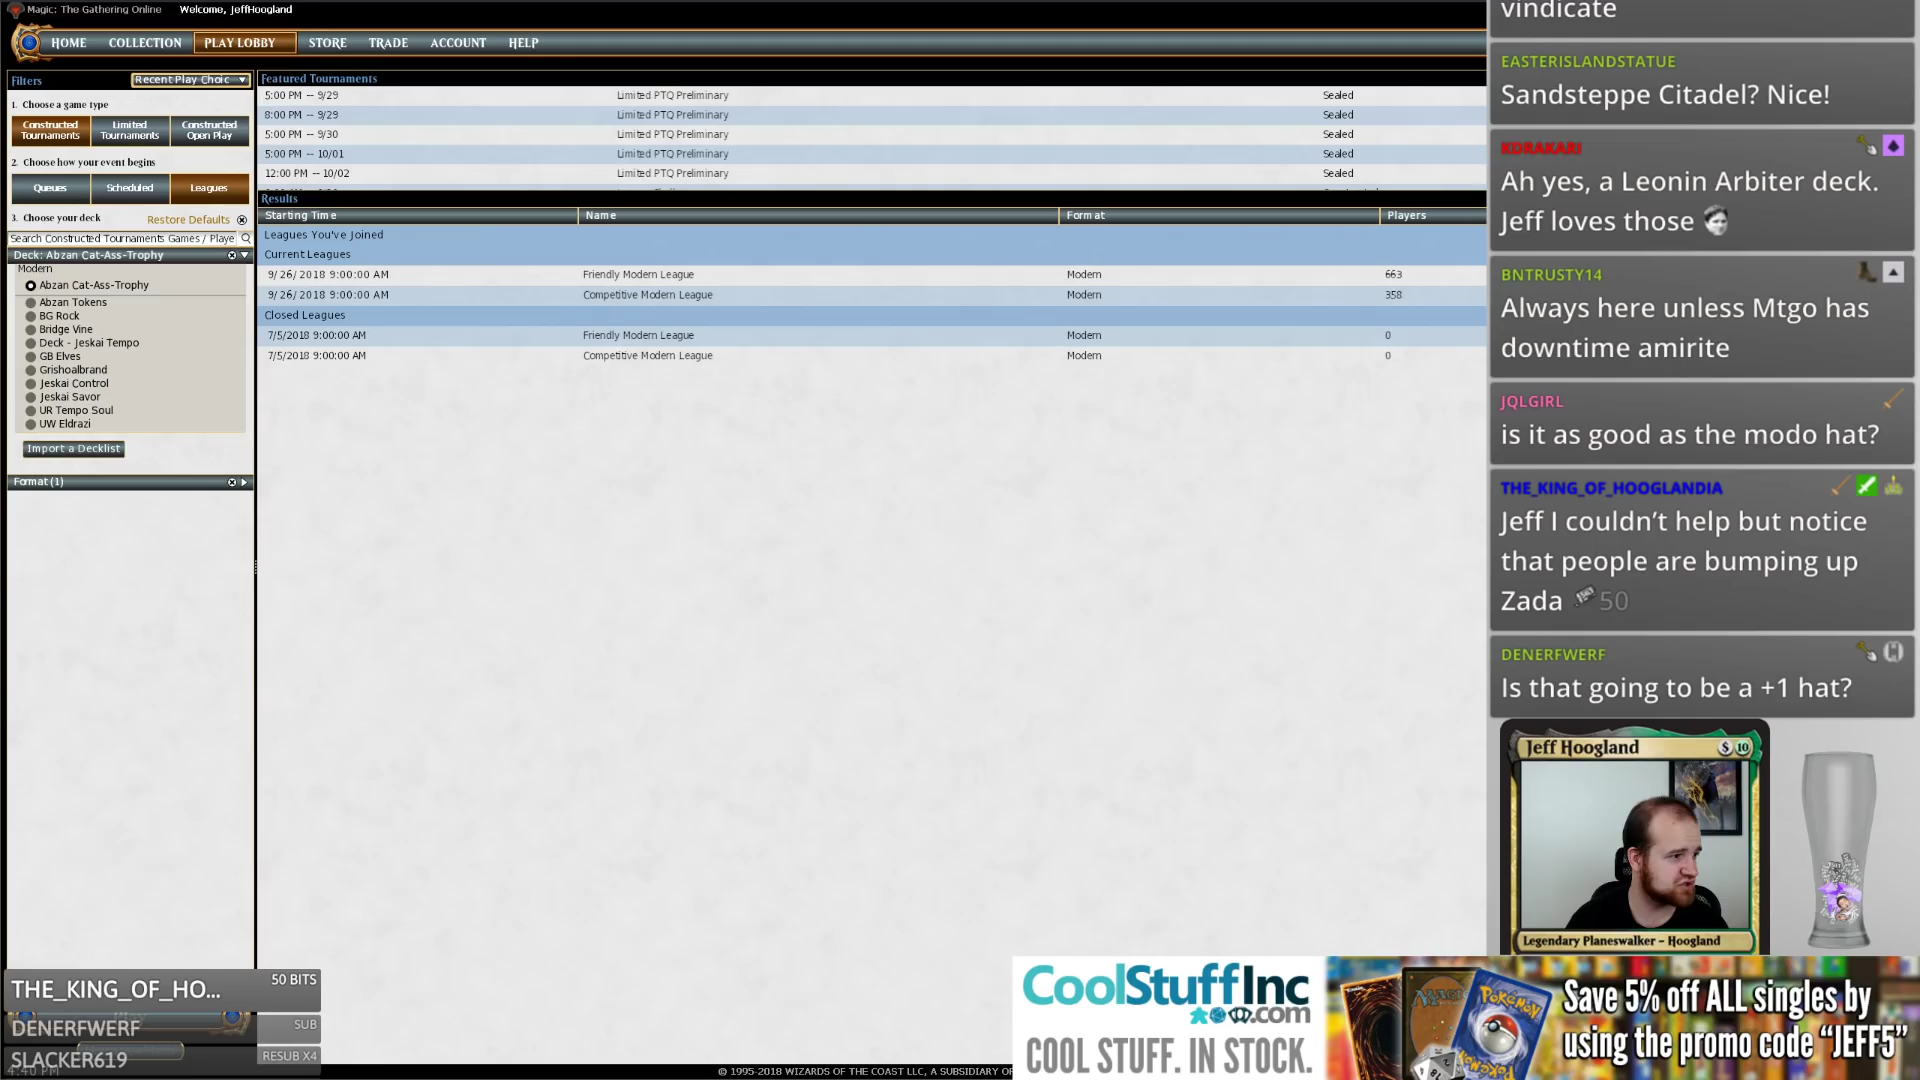 Magic: The Gathering Online Welcome, JeffHoogland
HOME COLLECTION PLAY LOBBY STORE TRADE ACCOUNT HELP
Filters
Recent Play Choic
1. Choose a game type
Constructed Tournaments
Limited Tournaments
Constructed Open Play
2. Choose how your event begins
Queues Scheduled Leagues
3. Choose your deck Restore Defaults
Search Constructed Tournaments Games / Playe
Deck: Abzan Cat-Ass-Trophy
Modern
Abzan Cat-Ass-Trophy
Abzan Tokens
BG Rock
Bridge Vine
Deck - Jeskai Tempo
GB Elves
Grishoalbrand
Jeskai Control
Jeskai Savor
UR Tempo Soul
UW Eldrazi
Import a Decklist
Format (1)
Featured Tournaments
5:00 PM -- 9/29 Limited PTQ Preliminary Sealed
8:00 PM -- 9/29 Limited PTQ Preliminary Sealed
5:00 PM -- 9/30 Limited PTQ Preliminary Sealed
5:00 PM -- 10/01 Limited PTQ Preliminary Sealed
12:00 PM -- 10/02 Limited PTQ Preliminary Sealed
Results
Starting Time Name Format Players
Leagues You've Joined
Current Leagues
9/26/2018 9:00:00 AM Friendly Modern League Modern 663
9/26/2018 9:00:00 AM Competitive Modern League Modern 358
Closed Leagues
7/5/2018 9:00:00 AM Friendly Modern League Modern 0
7/5/2018 9:00:00 AM Competitive Modern League Modern 0
vindicate
EASTERISLANDSTATUE
Sandsteppe Citadel? Nice!
KORAKARI
Ah yes, a Leonin Arbiter deck.
Jeff loves those
BNTRUSTY14
Always here unless Mtgo has
downtime amirite
JQLGIRL
is it as good as the modo hat?
THE_KING_OF_HOOGLANDIA
Jeff I couldn't help but notice
that people are bumping up
Zada 50
DENERFWERF
Is that going to be a +1 hat?
Jeff Hoogland $ 10
Legendary Planeswalker – Hoogland
THE_KING_OF_HO... 50 BITS
DENERFWERF SUB
SLACKER619 RESUB X4
4:40 PM
© 1995-2018 WIZARDS OF THE COAST LLC, A SUBSIDIARY OF
CoolStuffInc
.com
COOL STUFF. IN STOCK.
MAGIC
Pokémon
18
Save 5% off ALL singles by
using the promo code "JEFF5"